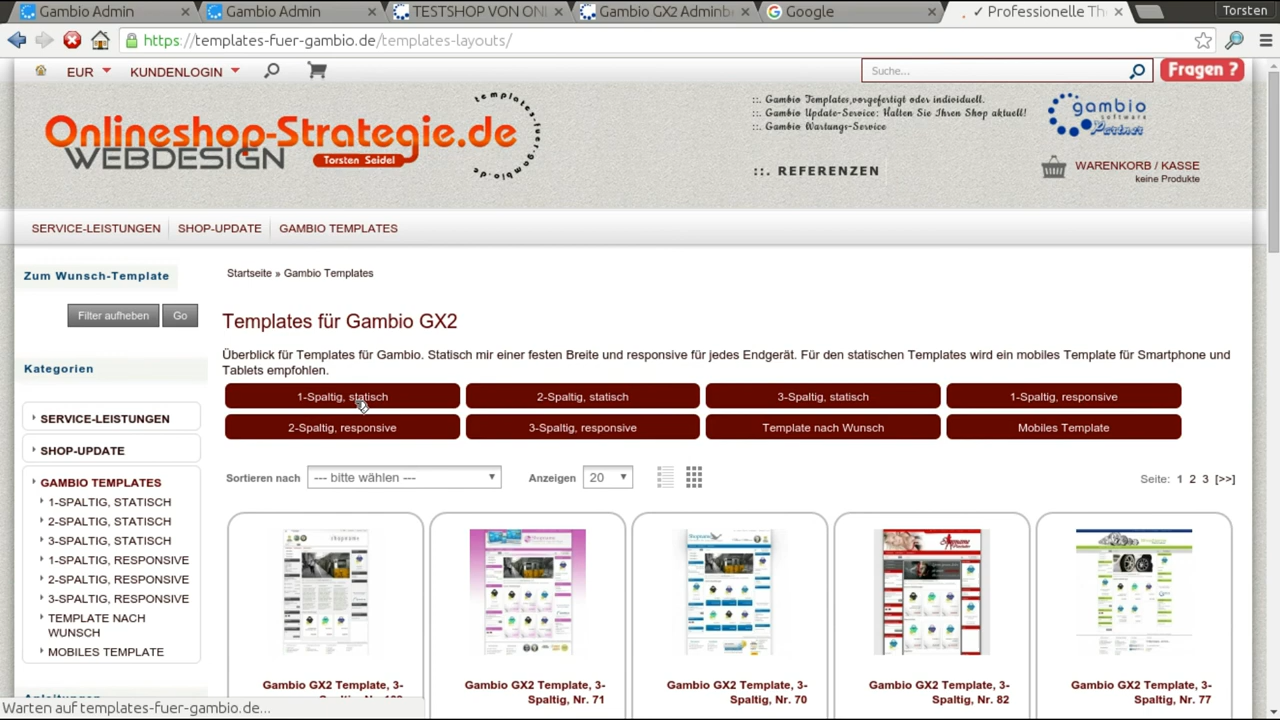 Gambio Admin
Gambio Admin
TESTSHOP VON ONL
Gambio GX2 Adminb
Google
✓ Professionelle Th
Torsten
https://templates-fuer-gambio.de/templates-layouts/
EUR
KUNDENLOGIN
Suche...
Fragen ?
Onlineshop-Strategie.de
WEBDESIGN
Torsten Seidel
templates-fuer-gambio.de
::. Gambio Templates,vorgefertigt oder individuell.
::. Gambio Update-Service: Halten Sie Ihren Shop aktuell!
::. Gambio Wartungs-Service
::. REFERENZEN
gambio
software
Partner
WARENKORB / KASSE
keine Produkte
SERVICE-LEISTUNGEN
SHOP-UPDATE
GAMBIO TEMPLATES
Zum Wunsch-Template
Filter aufheben
Go
Kategorien
SERVICE-LEISTUNGEN
SHOP-UPDATE
GAMBIO TEMPLATES
1-SPALTIG, STATISCH
2-SPALTIG, STATISCH
3-SPALTIG, STATISCH
1-SPALTIG, RESPONSIVE
2-SPALTIG, RESPONSIVE
3-SPALTIG, RESPONSIVE
TEMPLATE NACH
WUNSCH
MOBILES TEMPLATE
Startseite » Gambio Templates
Templates für Gambio GX2
Überblick für Templates für Gambio. Statisch mir einer festen Breite und responsive für jedes Endgerät. Für den statischen Templates wird ein mobiles Template für Smartphone und
Tablets empfohlen.
1-Spaltig, statisch
2-Spaltig, statisch
3-Spaltig, statisch
1-Spaltig, responsive
2-Spaltig, responsive
3-Spaltig, responsive
Template nach Wunsch
Mobiles Template
Sortieren nach
--- bitte wählen ---
Anzeigen
20
Seite: 1 2 3 [>>]
Gambio GX2 Template, 3-
Gambio GX2 Template, 3-
Spaltig, Nr. 71
Gambio GX2 Template, 3-
Spaltig, Nr. 70
Gambio GX2 Template, 3-
Spaltig, Nr. 82
Gambio GX2 Template, 3-
Spaltig, Nr. 77
Warten auf templates-fuer-gambio.de...